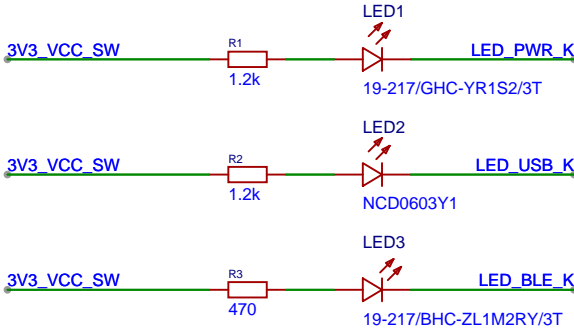 LED1
3V3_VCC_SW R1 LED_PWR_K
1.2k 19-217/GHC-YR1S2/3T
LED2
3V3_VCC_SW R2 LED_USB_K
1.2k NCD0603Y1
LED3
3V3_VCC_SW R3 LED_BLE_K
470 19-217/BHC-ZL1M2RY/3T